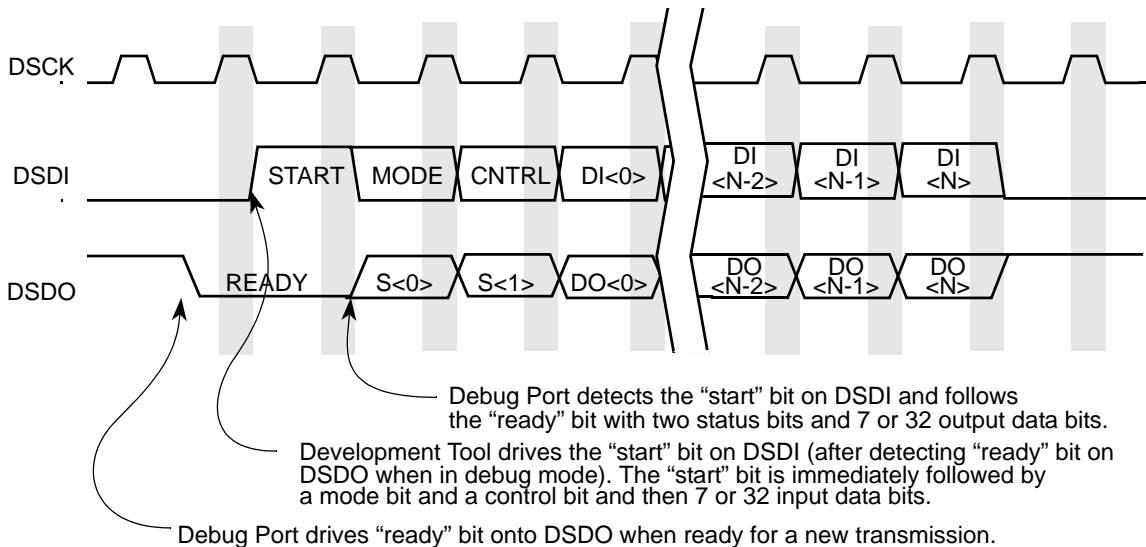 DSCK
DSDI
START MODE CNTRL DI<0> DI <N-2> DI <N-1> DI <N>
DSDO
READY S<0> S<1> DO<0> DO <N-2> DO <N-1> DO <N>
Debug Port detects the “start” bit on DSDI and follows
the “ready” bit with two status bits and 7 or 32 output data bits.
Development Tool drives the “start” bit on DSDI (after detecting “ready” bit on
DSDO when in debug mode). The “start” bit is immediately followed by
a mode bit and a control bit and then 7 or 32 input data bits.
Debug Port drives “ready” bit onto DSDO when ready for a new transmission.